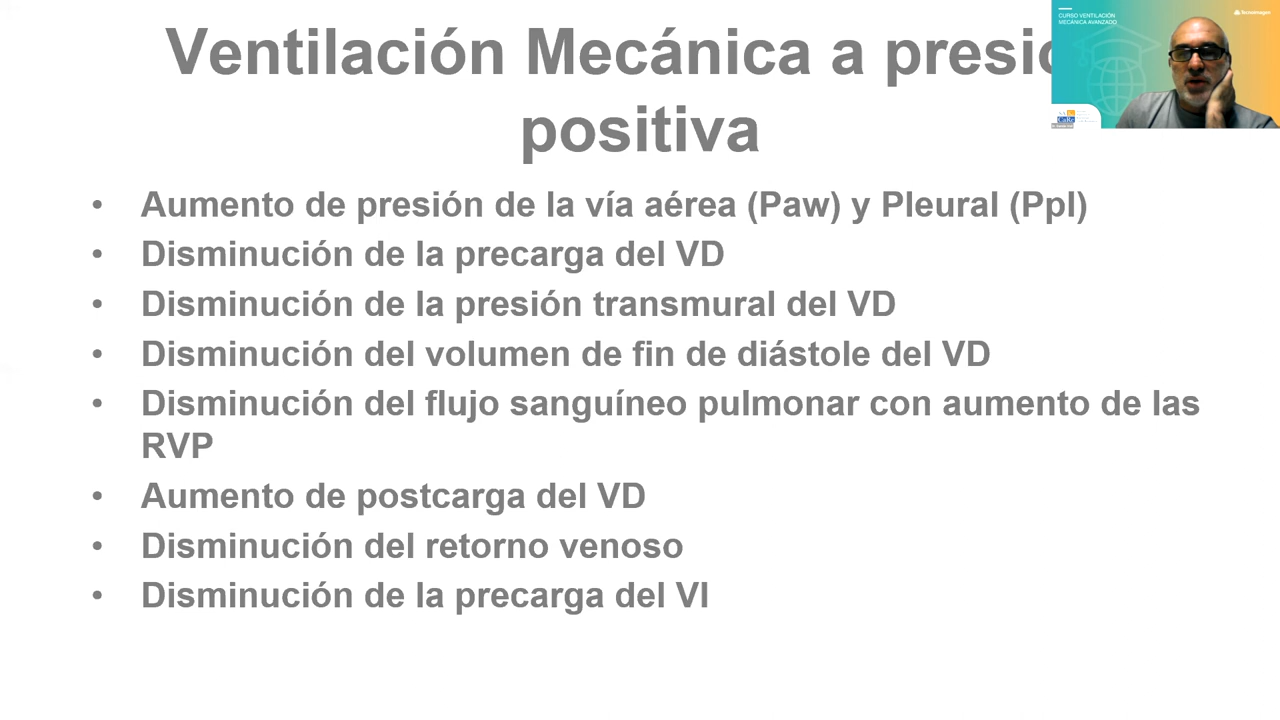 Ventilación Mecánica a presió
positiva
CURSO VENTILACIÓN
MECÁNICA AVANZADO
• Aumento de presión de la vía aérea (Paw) y Pleural (Ppl)
• Disminución de la precarga del VD
• Disminución de la presión transmural del VD
• Disminución del volumen de fin de diástole del VD
• Disminución del flujo sanguíneo pulmonar con aumento de las
RVP
• Aumento de postcarga del VD
• Disminución del retorno venoso
• Disminución de la precarga del VI